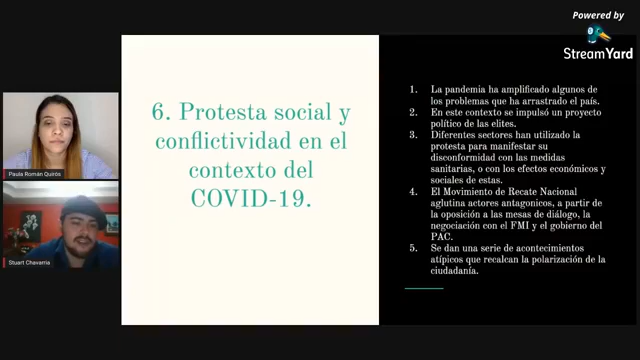 Powered by
StreamYard
6. Protesta social y
conflictividad en el
contexto del
COVID-19.
1. La pandemia ha amplificado algunos de
los problemas que ha arrastrado el país.
2. En este contexto se impulsó un proyecto
político de las elites.
3. Diferentes sectores han utilizado la
protesta para manifestar su
disconformidad con las medidas
sanitarias, o con los efectos económicos y
sociales de estas.
4. El Movimiento de Recate Nacional
aglutina actores antagonicos, a partir de
la oposición a las mesas de diálogo, la
negociación con el FMI y el gobierno del
PAC.
5. Se dan una serie de acontecimientos
atípicos que recalcan la polarización de la
ciudadanía.
Paula Román Quirós
Stuart Chavarria